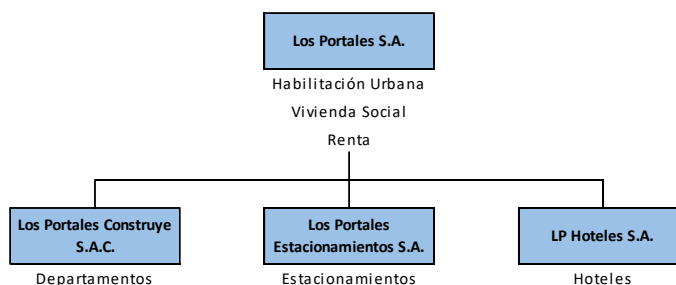 Los Portales S.A.
Habilitación Urbana
Vivienda Social
Renta
Los Portales Construye
S.A.C.
Departamentos
Los Portales
Estacionamientos S.A.
Estacionamientos
LP Hoteles S.A.
Hoteles